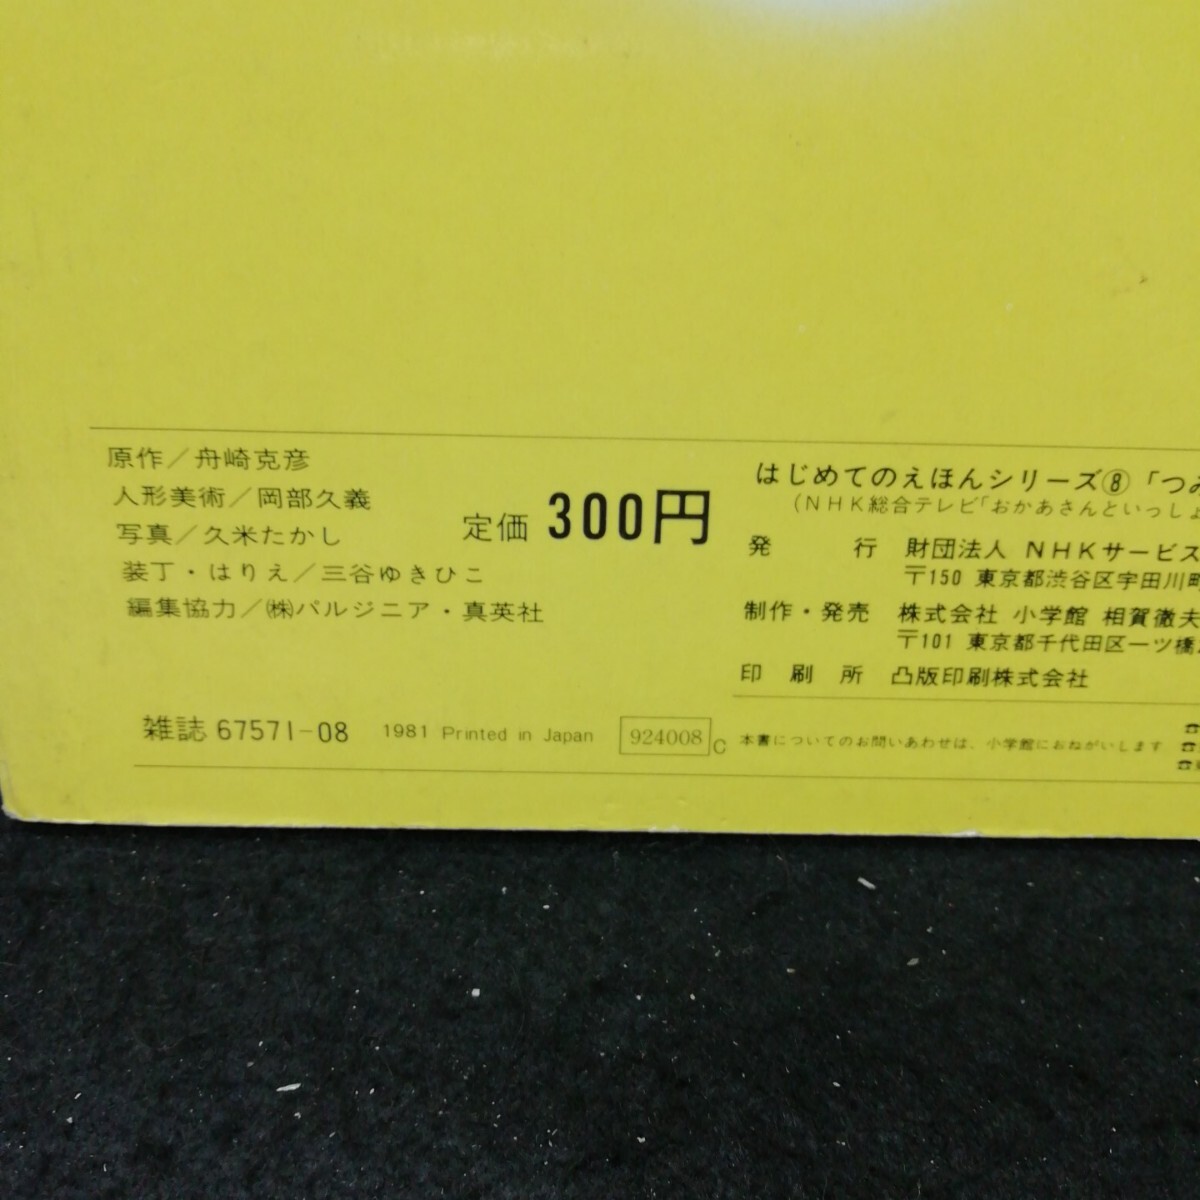 原作／舟崎克彦
人形美術／岡部久義
写真／久米たかし
装丁・はりえ／三谷ゆきひこ
編集協力／㈱パルジニア・真英社
定価 300円
はじめてのえほんシリーズ⑧「つみ
（NHK総合テレビ「おかあさんといっしょ
発行 財団法人 NHKサービス
〒150 東京都渋谷区宇田川町
制作・発売 株式会社 小学館 相賀徹夫
〒101 東京都千代田区一ツ橋
印刷所 凸版印刷株式会社
雑誌 67571-08 1981 Printed in Japan 924008 C
本書についてのお問いあわせは、小学館におねがいします